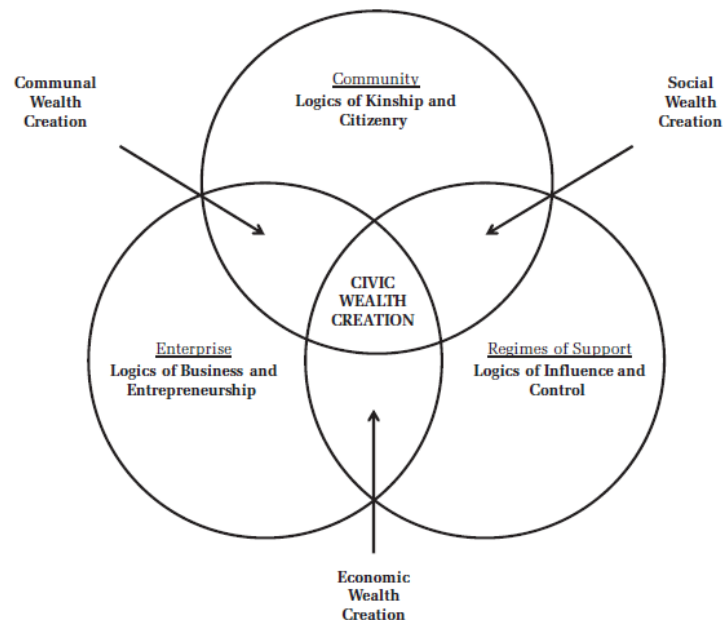 Communal
Wealth
Creation
Community
Logics of Kinship and
Citizenry
Social
Wealth
Creation
CIVIC
WEALTH
CREATION
Enterprise
Logics of Business and
Entrepreneurship
Regimes of Support
Logics of Influence and
Control
Economic
Wealth
Creation